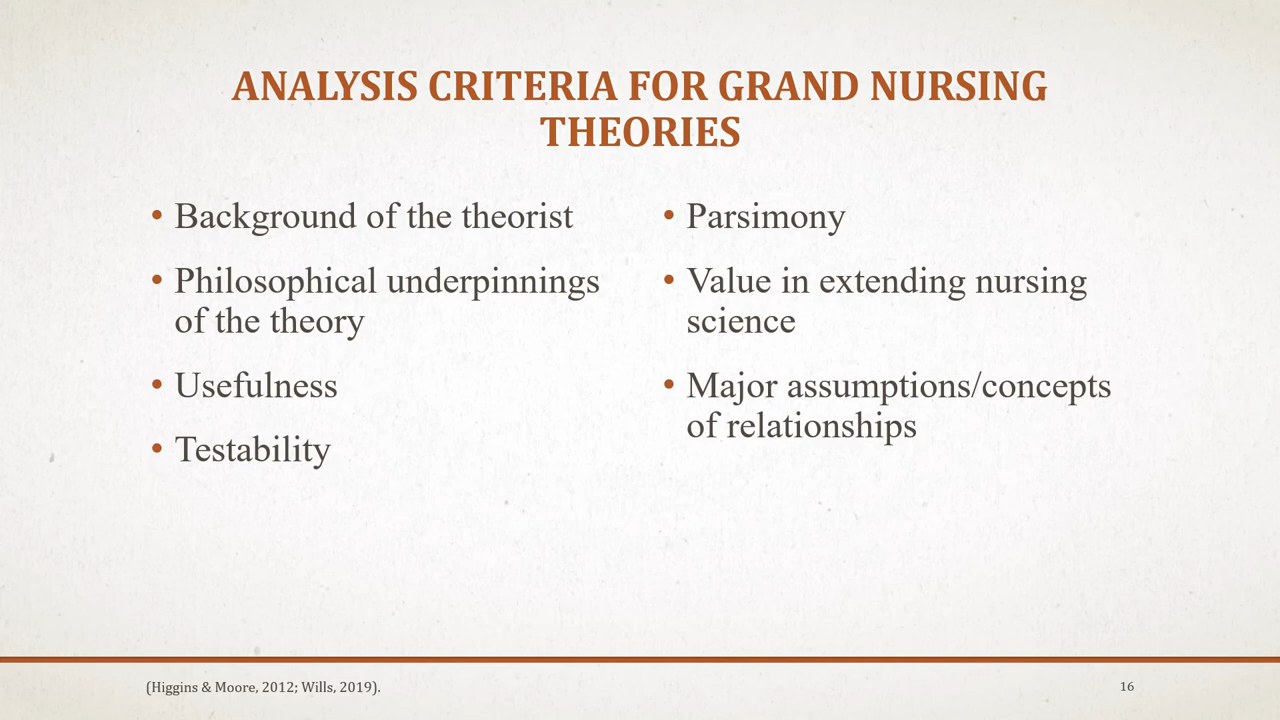 ANALYSIS CRITERIA FOR GRAND NURSING
THEORIES
• Background of the theorist
• Philosophical underpinnings
of the theory
• Usefulness
• Testability
• Parsimony
• Value in extending nursing
science
• Major assumptions/concepts
of relationships
(Higgins & Moore, 2012; Wills, 2019).
16